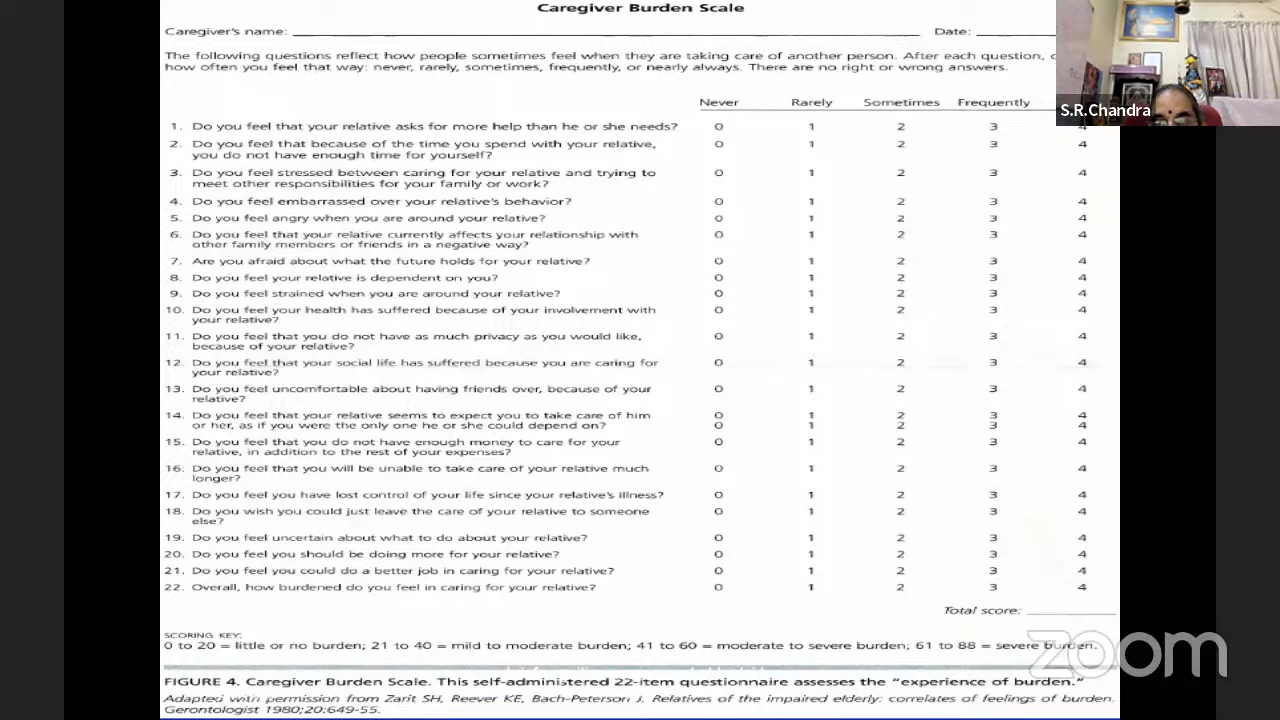 Caregiver Burden Scale
Caregiver's name: Date:
The following questions reflect how people sometimes feel when they are taking care of another person. After each question,
how often you feel that way: never, rarely, sometimes, frequently, or nearly always. There are no right or wrong answers.
Never Rarely Sometimes Frequently
S.R.Chandra
1. Do you feel that your relative asks for more help than he or she needs? 0 1 2 3
2. Do you feel that because of the time you spend with your relative, 0 1 2 3 4
you do not have enough time for yourself?
3. Do you feel stressed between caring for your relative and trying to 0 1 2 3 4
meet other responsibilities for your family or work?
4. Do you feel embarrassed over your relative's behavior? 0 1 2 3 4
5. Do you feel angry when you are around your relative? 0 1 2 3 4
6. Do you feel that your relative currently affects your relationship with 0 1 2 3 4
other family members or friends in a negative way?
7. Are you afraid about what the future holds for your relative? 0 1 2 3 4
8. Do you feel your relative is dependent on you? 0 1 2 3 4
9. Do you feel strained when you are around your relative? 0 1 2 3 4
10. Do you feel your health has suffered because of your involvement with 0 1 2 3 4
your relative?
11. Do you feel that you do not have as much privacy as you would like, 0 1 2 3 4
because of your relative?
12. Do you feel that your social life has suffered because you are caring for 0 1 2 3 4
your relative?
13. Do you feel uncomfortable about having friends over, because of your 0 1 2 3 4
relative?
14. Do you feel that your relative seems to expect you to take care of him 0 1 2 3 4
or her, as if you were the only one he or she could depend on? 0 1 2 3 4
15. Do you feel that you do not have enough money to care for your 0 1 2 3 4
relative, in addition to the rest of your expenses?
16. Do you feel that you will be unable to take care of your relative much 0 1 2 3 4
longer?
17. Do you feel you have lost control of your life since your relative's illness? 0 1 2 3 4
18. Do you wish you could just leave the care of your relative to someone 0 1 2 3 4
else?
19. Do you feel uncertain about what to do about your relative? 0 1 2 3 4
20. Do you feel you should be doing more for your relative? 0 1 2 3 4
21. Do you feel you could do a better job in caring for your relative? 0 1 2 3 4
22. Overall, how burdened do you feel in caring for your relative? 0 1 2 3 4
Total score:
SCORING KEY:
0 to 20 = little or no burden; 21 to 40 = mild to moderate burden; 41 to 60 = moderate to severe burden; 61 to 88 = severe burden.
zoom
FIGURE 4. Caregiver Burden Scale. This self-administered 22-item questionnaire assesses the "experience of burden."
Adapted with permission from Zarit SH, Reever KE, Bach-Peterson J. Relatives of the impaired elderly: correlates of feelings of burden.
Gerontologist 1980;20:649-55.